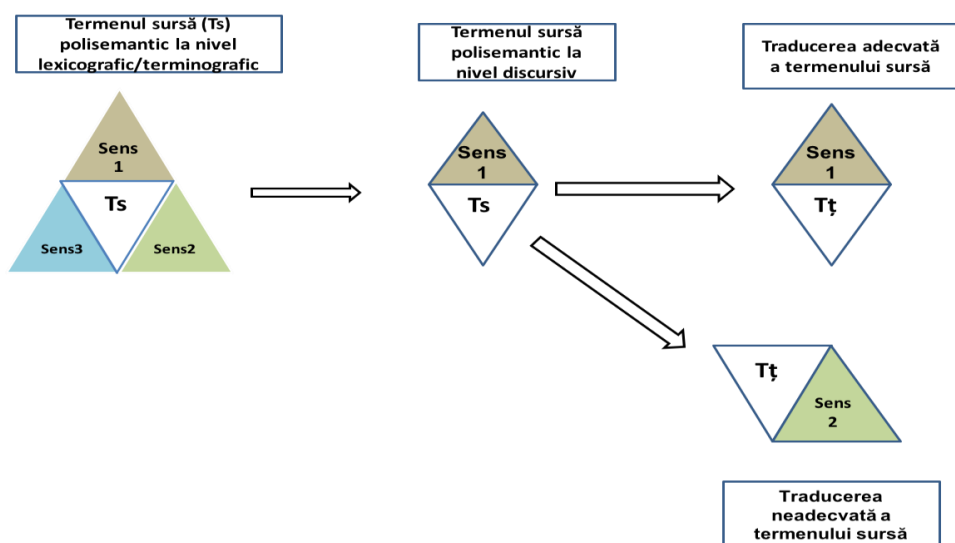 Termenul sursă (Ts)
polisemantic la nivel
lexicografic/terminografic
Sens
1
Ts
Sens3
Sens2
Termenul sursă
polisemantic la
nivel discursiv
Sens
1
Ts
Traducerea adecvată
a termenului sursă
Sens
1
Tț
Tț
Sens
2
Traducerea
neadecvată a
termenului sursă